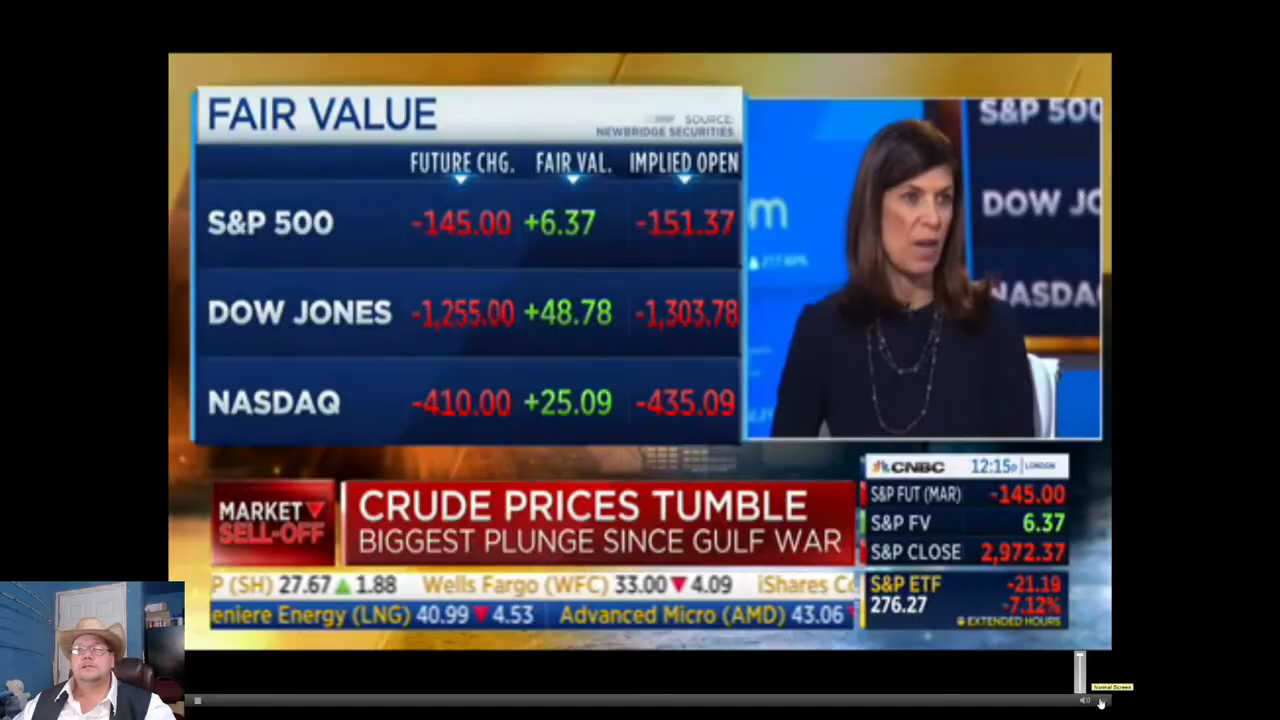 FAIR VALUE
SOURCE:
NEWBRIDGE SECURITIES
FUTURE CHG. FAIR VAL. IMPLIED OPEN
S&P 500 -145.00 +6.37 -151.37
DOW JONES -1,255.00 +48.78 -1,303.78
NASDAQ -410.00 +25.09 -435.09
S&P 500
DOW JO
NASDA
m
MARKET
SELL-OFF
CRUDE PRICES TUMBLE
BIGGEST PLUNGE SINCE GULF WAR
CNBC 12:15P LONDON
S&P FUT (MAR) -145.00
S&P FV 6.37
S&P CLOSE 2,972.37
S&P ETF -21.19
276.27 -7.12%
EXTENDED HOURS
P (SH) 27.67 1.88 Wells Fargo (WFC) 33.00 4.09 iShares Co
eniere Energy (LNG) 40.99 4.53 Advanced Micro (AMD) 43.06
Normal Screen